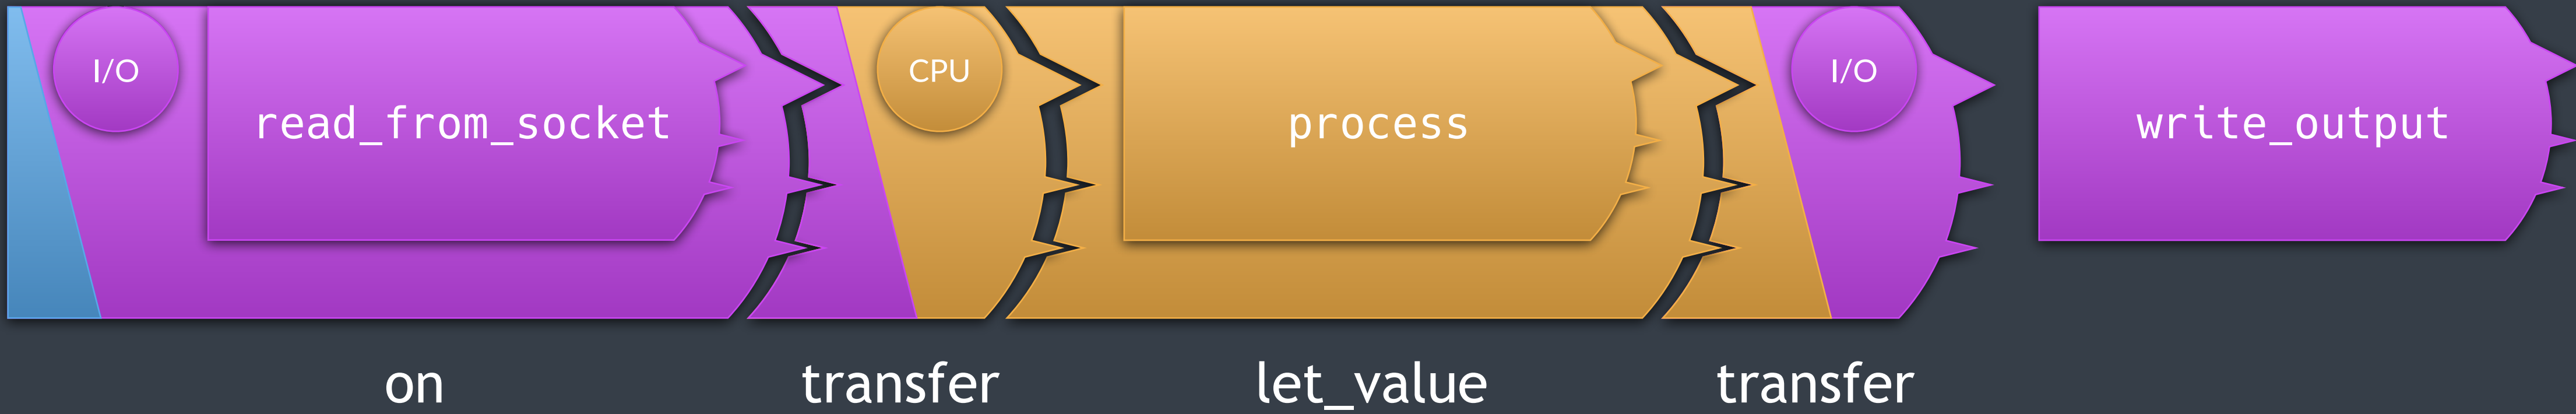 I/O
read_from_socket
CPU
process
I/O
write_output
on
transfer
let_value
transfer